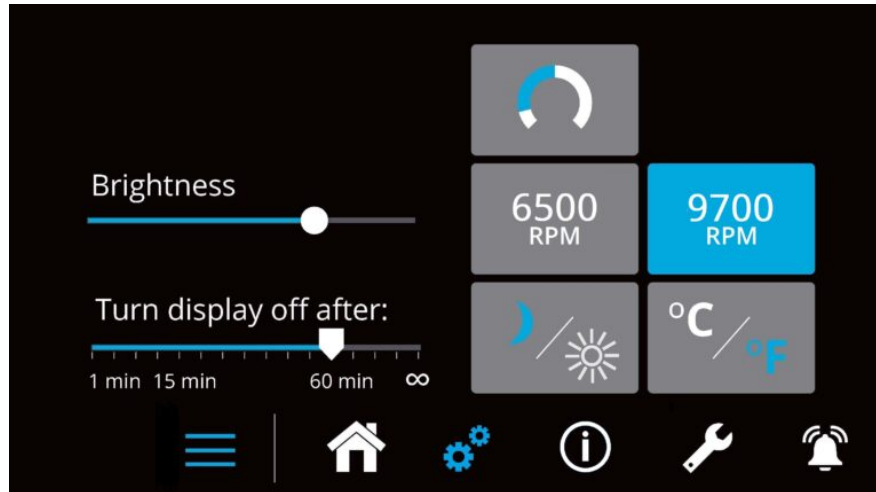 Brightness
Turn display off after:
1 min 15 min 60 min ∞
6500
RPM
9700
RPM
°C/°F
i